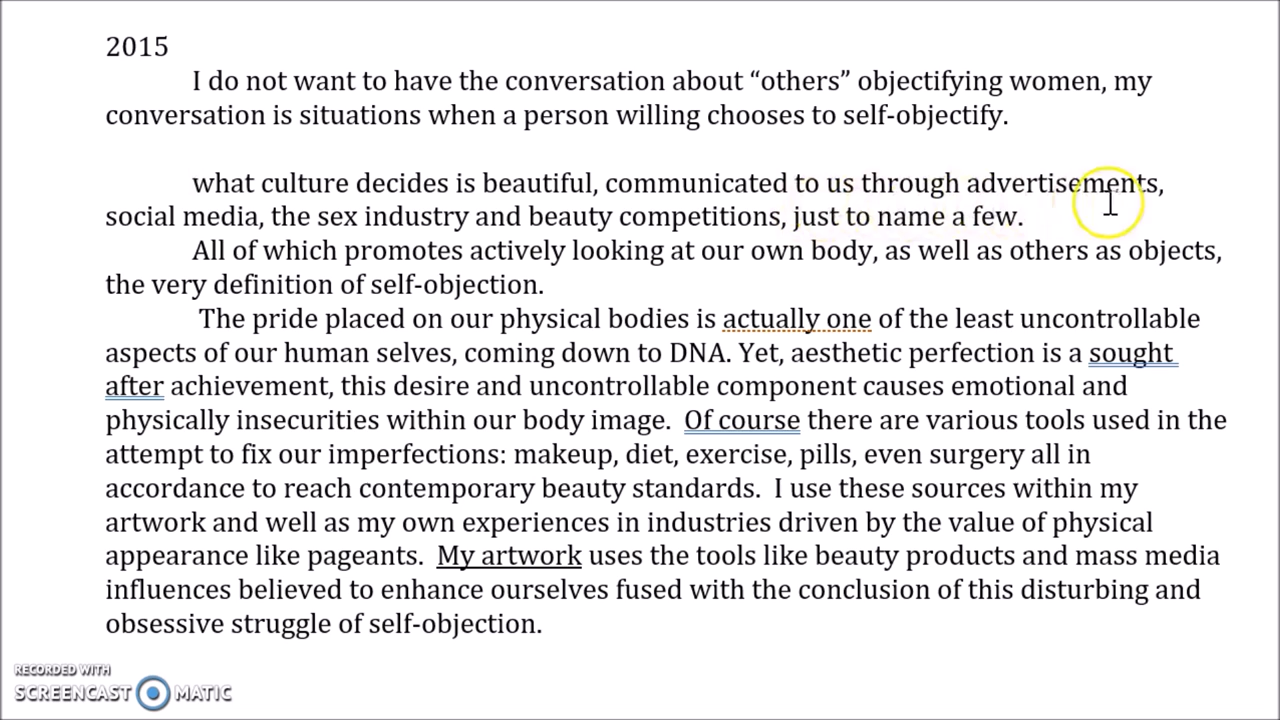 2015
I do not want to have the conversation about “others” objectifying women, my
conversation is situations when a person willing chooses to self-objectify.
what culture decides is beautiful, communicated to us through advertisements,
social media, the sex industry and beauty competitions, just to name a few.
All of which promotes actively looking at our own body, as well as others as objects,
the very definition of self-objection.
The pride placed on our physical bodies is actually one of the least uncontrollable
aspects of our human selves, coming down to DNA. Yet, aesthetic perfection is a sought
after achievement, this desire and uncontrollable component causes emotional and
physically insecurities within our body image.  Of course there are various tools used in the
attempt to fix our imperfections: makeup, diet, exercise, pills, even surgery all in
accordance to reach contemporary beauty standards.  I use these sources within my
artwork and well as my own experiences in industries driven by the value of physical
appearance like pageants.  My artwork uses the tools like beauty products and mass media
influences believed to enhance ourselves fused with the conclusion of this disturbing and
obsessive struggle of self-objection.
RECORDED WITH
SCREENCAST MATIC